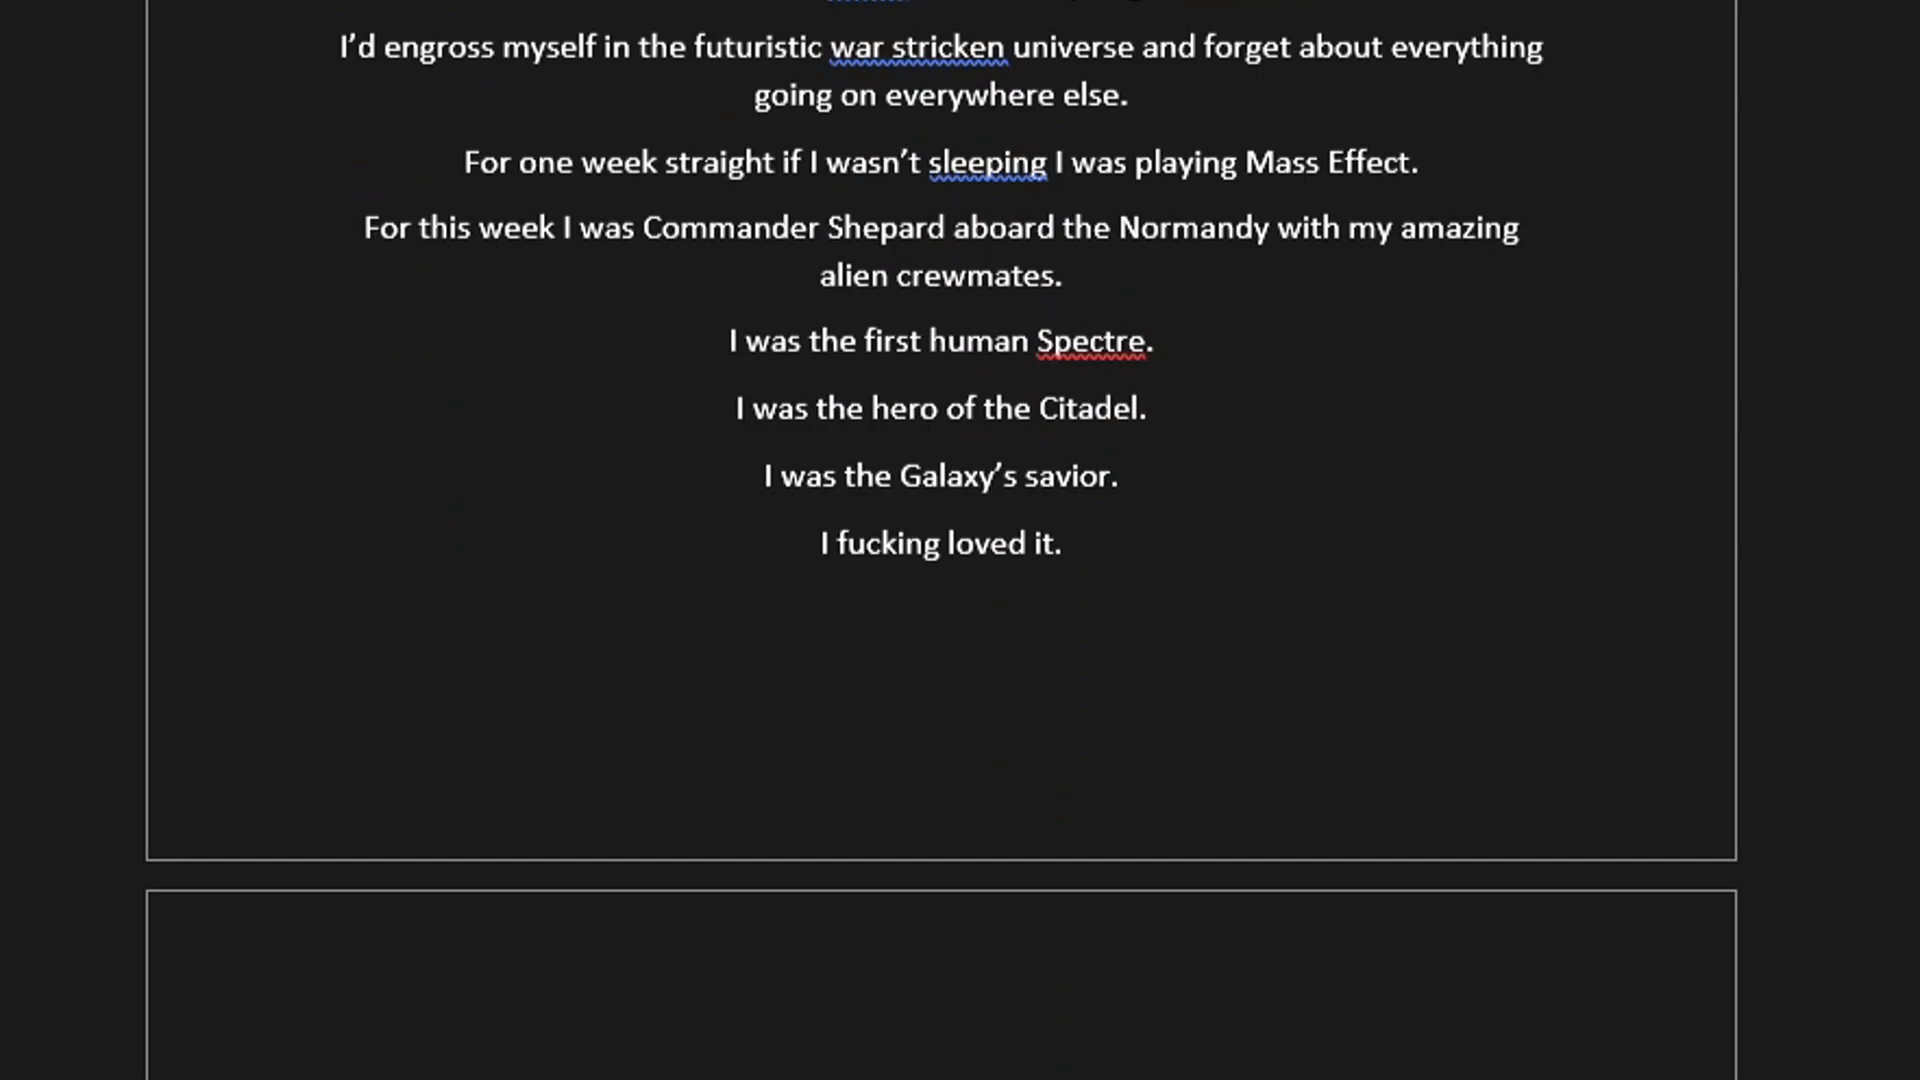 I’d engross myself in the futuristic war stricken universe and forget about everything
going on everywhere else.
For one week straight if I wasn’t sleeping I was playing Mass Effect.
For this week I was Commander Shepard aboard the Normandy with my amazing
alien crewmates.
I was the first human Spectre.
I was the hero of the Citadel.
I was the Galaxy’s savior.
I fucking loved it.